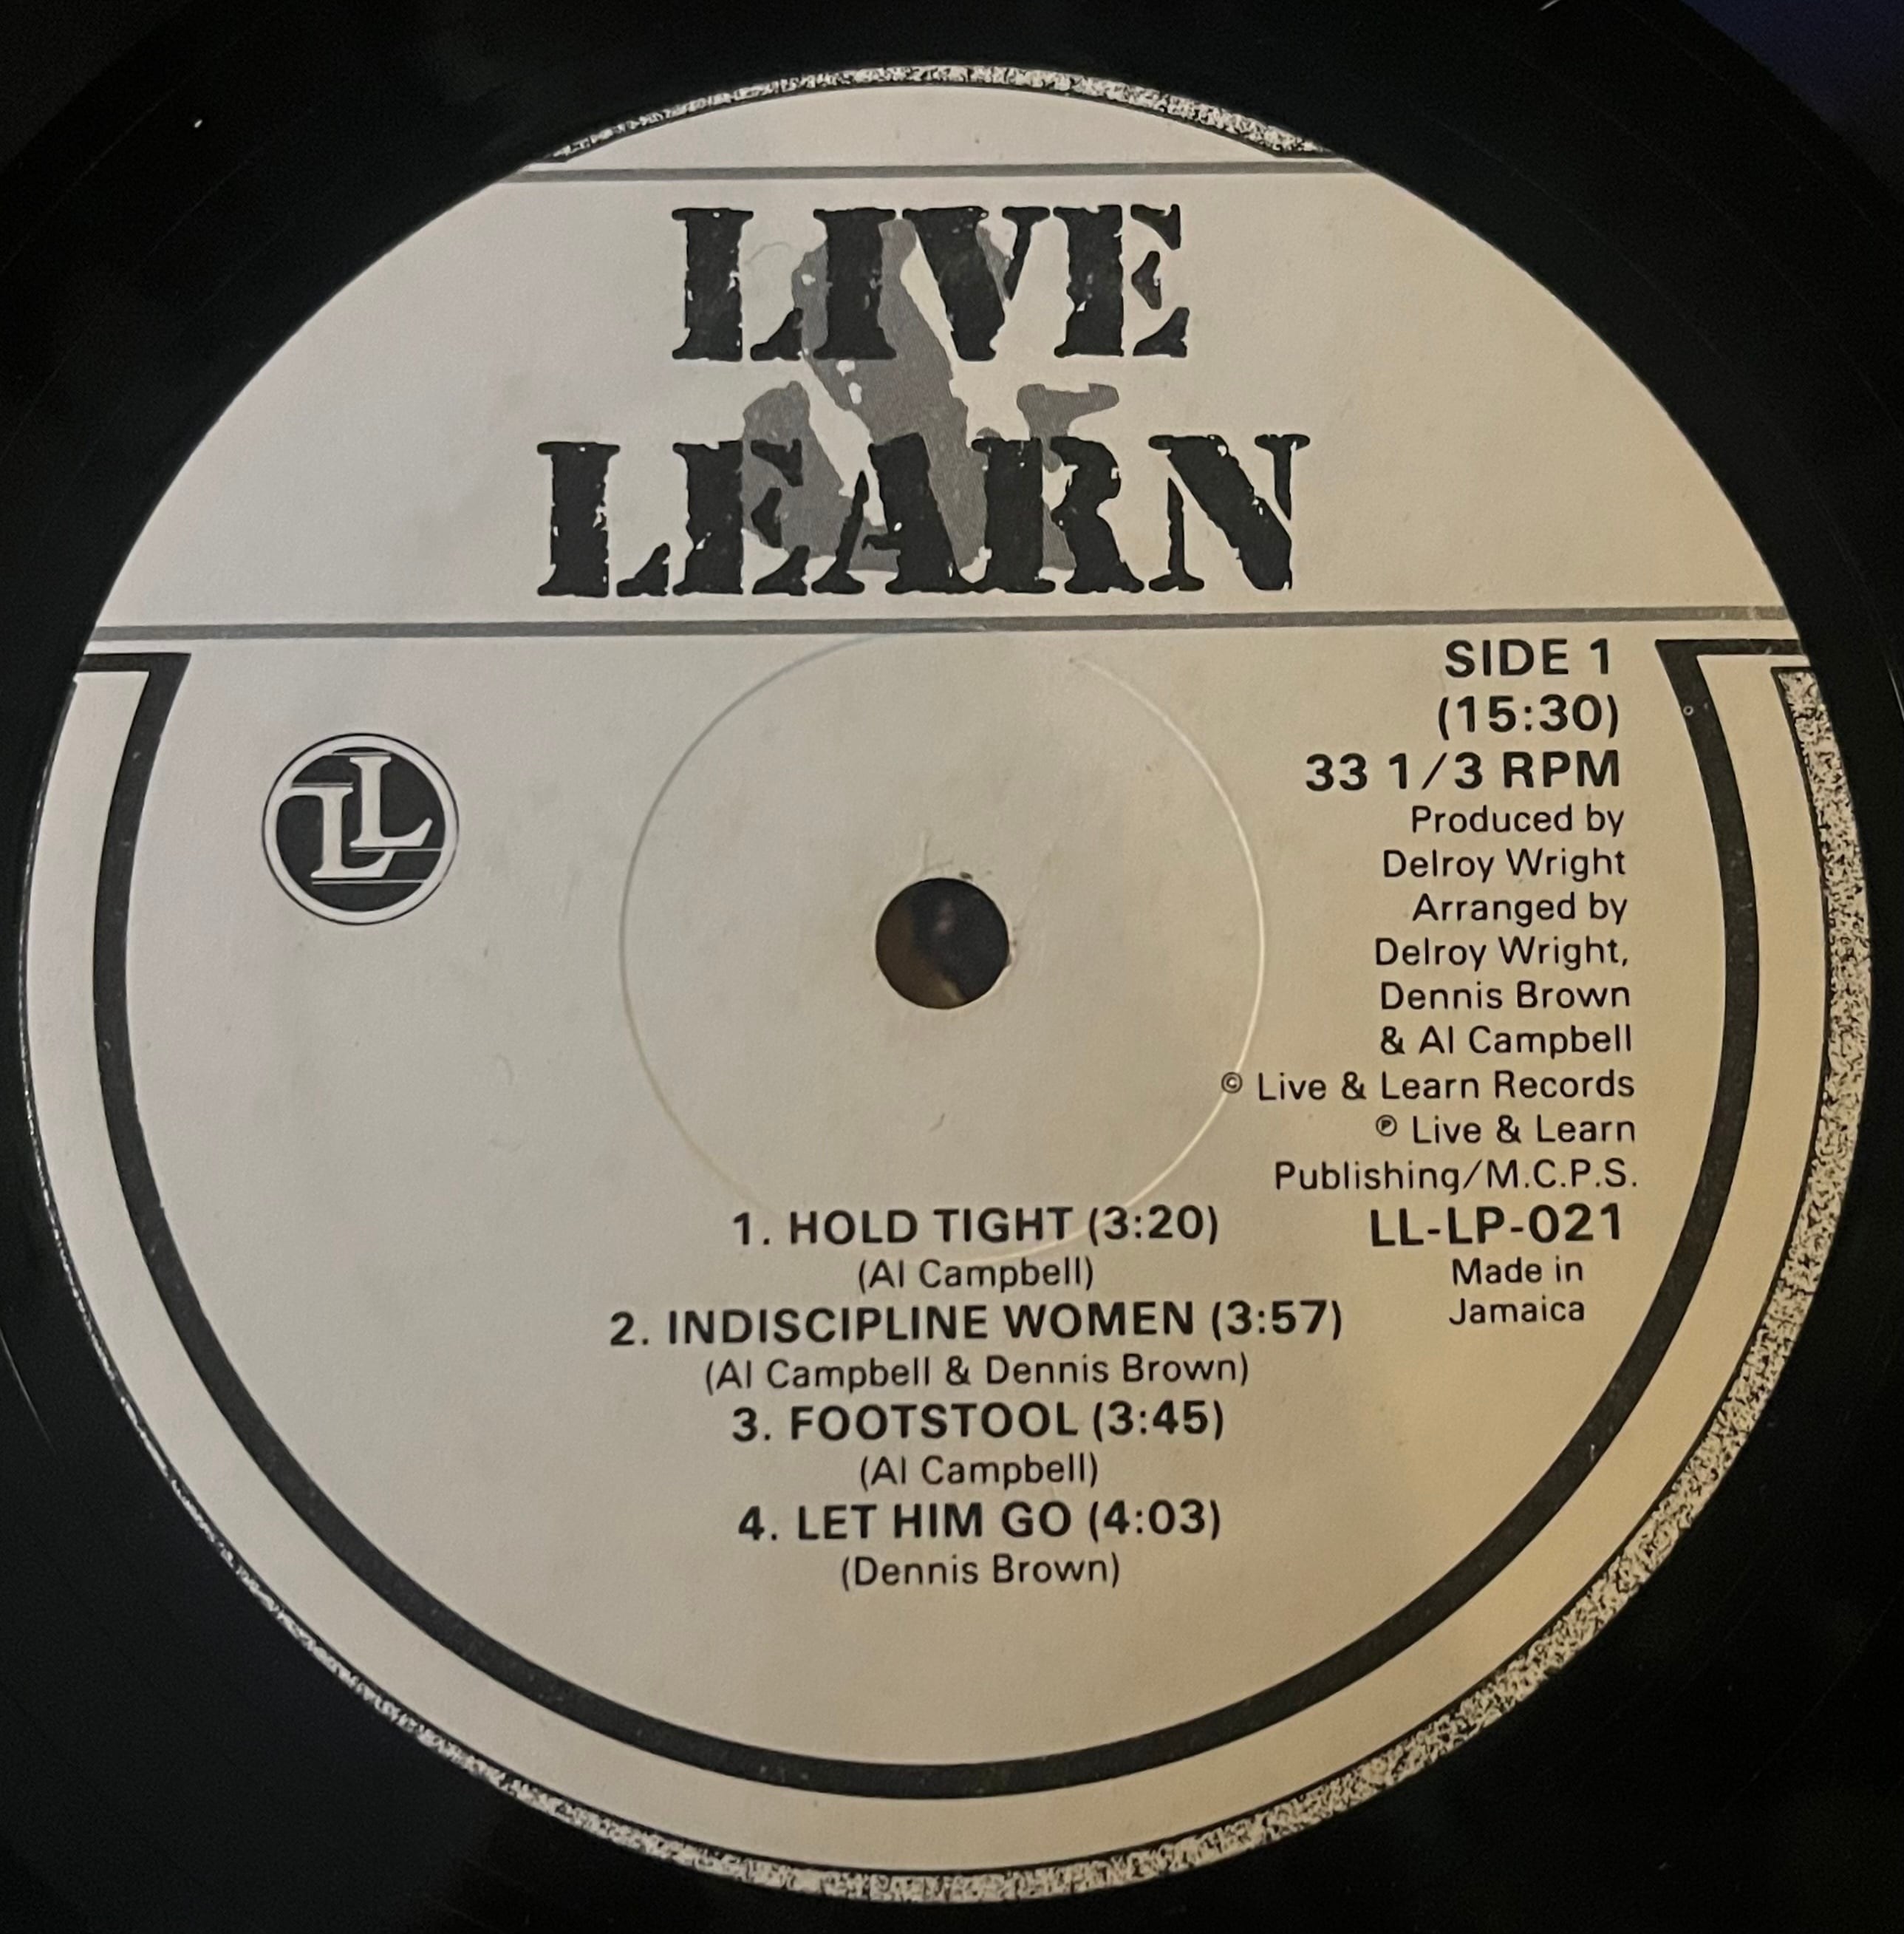 LIVE
&
LEARN
LL
SIDE 1
(15:30)
33 1/3 RPM
Produced by
Delroy Wright
Arranged by
Delroy Wright,
Dennis Brown
& Al Campbell
© Live & Learn Records
℗ Live & Learn
Publishing/M.C.P.S.
LL-LP-021
Made in
Jamaica
1. HOLD TIGHT (3:20)
(Al Campbell)
2. INDISCIPLINE WOMEN (3:57)
(Al Campbell & Dennis Brown)
3. FOOTSTOOL (3:45)
(Al Campbell)
4. LET HIM GO (4:03)
(Dennis Brown)